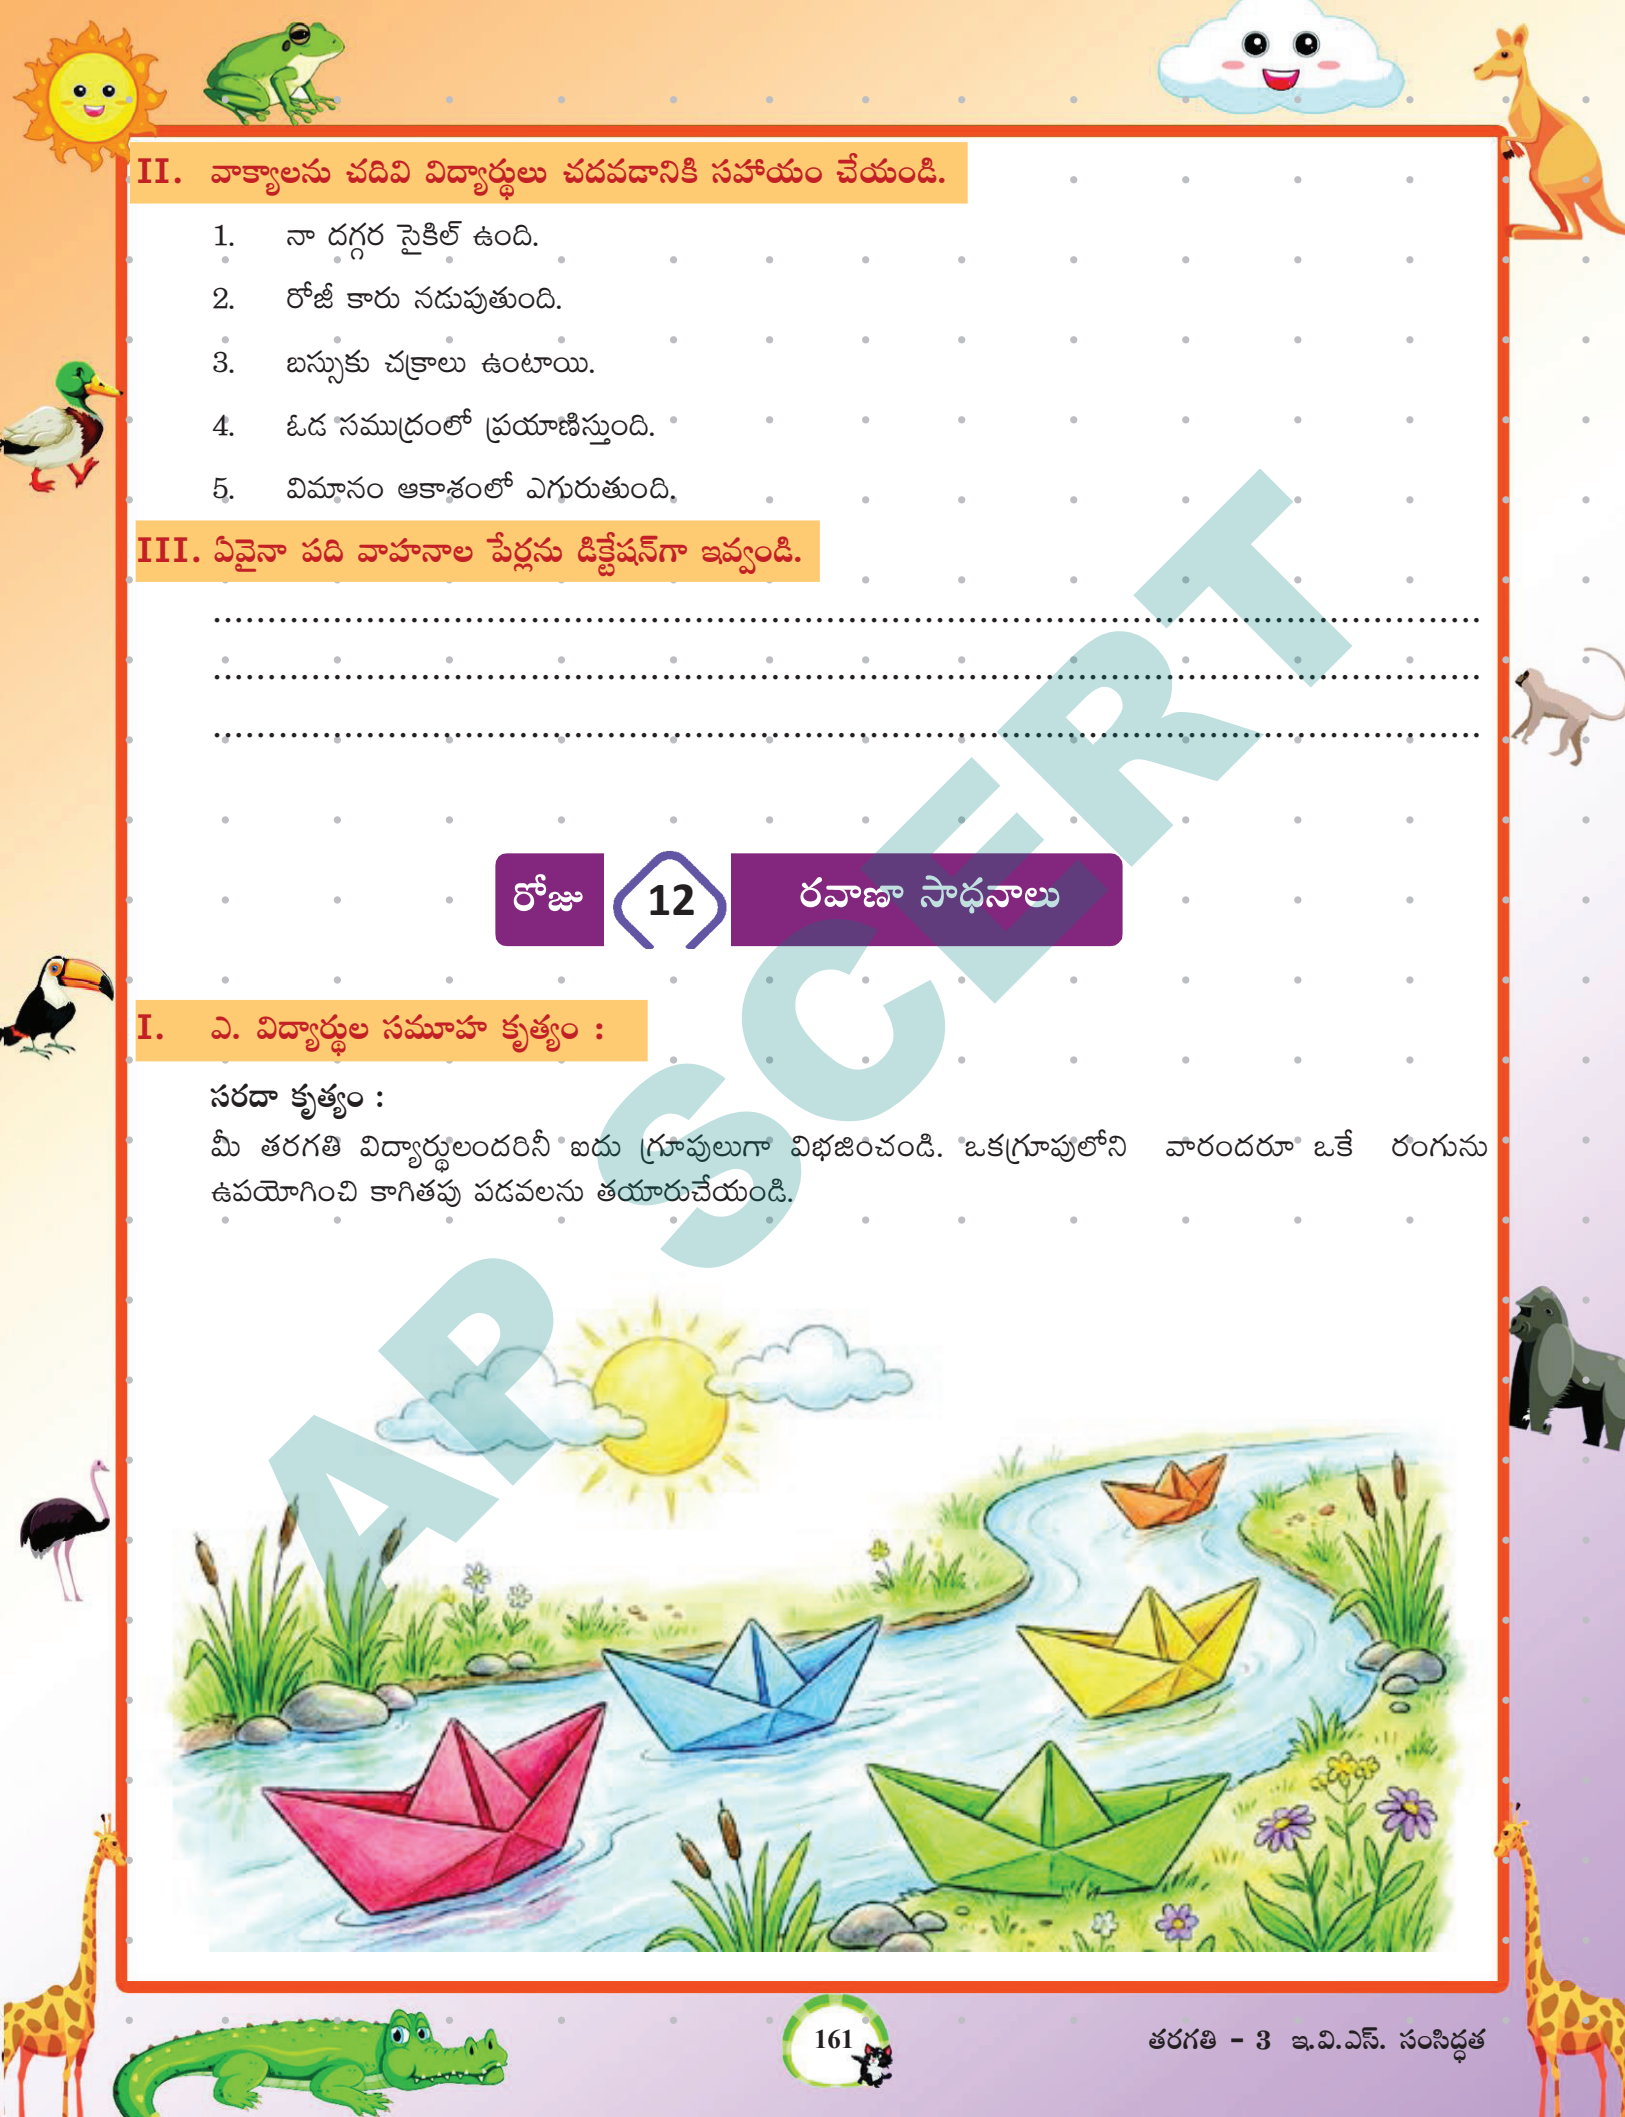 II. వాక్యాలను చదివి విద్యార్థులు చదవడానికి సహాయం చేయండి.
1. నా దగ్గర సైకిల్ ఉంది.
2. రోజీ కారు నడుపుతుంది.
3. బస్సుకు చక్రాలు ఉంటాయి.
4. ఓడ సముద్రంలో ప్రయాణిస్తుంది.
5. విమానం ఆకాశంలో ఎగురుతుంది.
III. ఏవైనా పది వాహనాల పేర్లను డిక్టేషన్‌గా ఇవ్వండి.
రోజు 12 రవాణా సాధనాలు
I. ఎ. విద్యార్థుల సమూహ కృత్యం :
సరదా కృత్యం :
మీ తరగతి విద్యార్థులందరినీ ఐదు గ్రూపులుగా విభజించండి. ఒకగ్రూపులోని వారందరూ ఒకే రంగును
ఉపయోగించి కాగితపు పడవలను తయారుచేయండి.
AP SCERT
161
తరగతి - 3 ఇ.వి.ఎస్. సంసిద్ధత